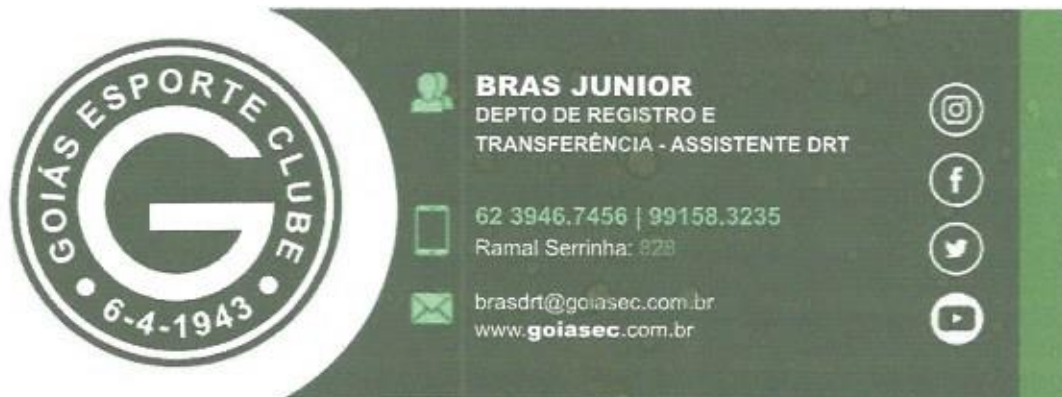 GOIÁS ESPORTE CLUBE
6-4-1943
BRAS JUNIOR
DEPTO DE REGISTRO E
TRANSFERÊNCIA - ASSISTENTE DRT
62 3946.7456 | 99158.3235
Ramal Serrinha: 828
brasdrt@goiasec.com.br
www.goiasec.com.br